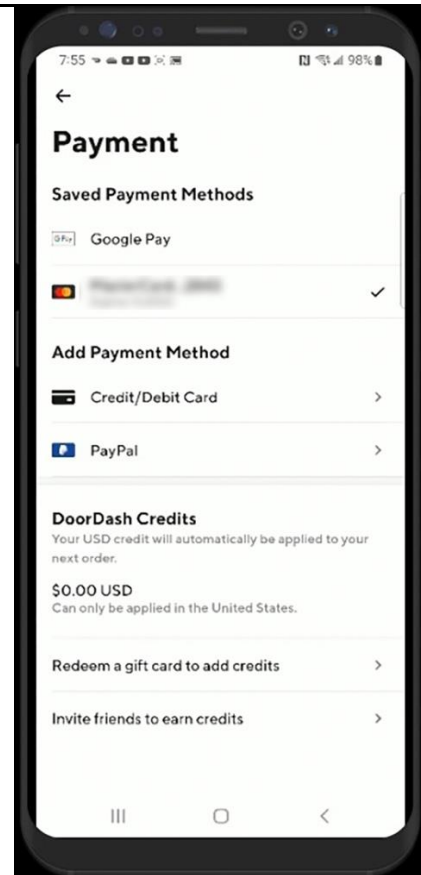 7:55
98%
Payment
Saved Payment Methods
G Pay Google Pay
Add Payment Method
Credit/Debit Card
PayPal
DoorDash Credits
Your USD credit will automatically be applied to your
next order.
$0.00 USD
Can only be applied in the United States.
Redeem a gift card to add credits
Invite friends to earn credits